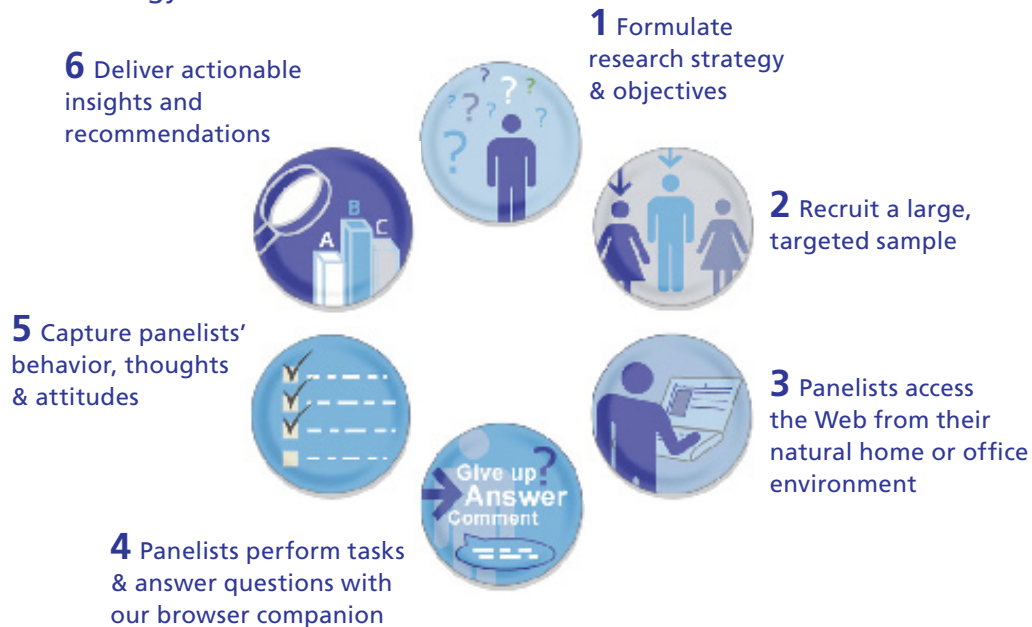 1 Formulate
research strategy
& objectives
2 Recruit a large,
targeted sample
3 Panelists access
the Web from their
natural home or office
environment
4 Panelists perform tasks
& answer questions with
our browser companion
5 Capture panelists'
behavior, thoughts
& attitudes
6 Deliver actionable
insights and
recommendations
A
B
C
Give up
Answer
Comment
?
? ? ? ? ? ? ? ?